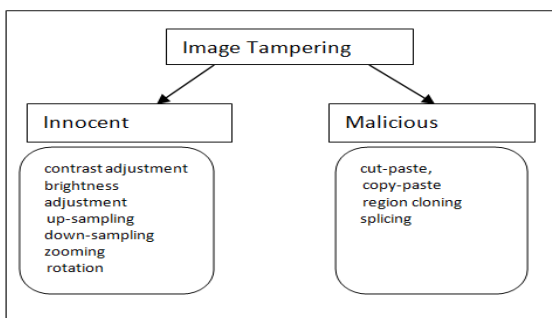 Image Tampering
Innocent
contrast adjustment
brightness
adjustment
up-sampling
down-sampling
zooming
rotation
Malicious
cut-paste,
copy-paste
region cloning
splicing